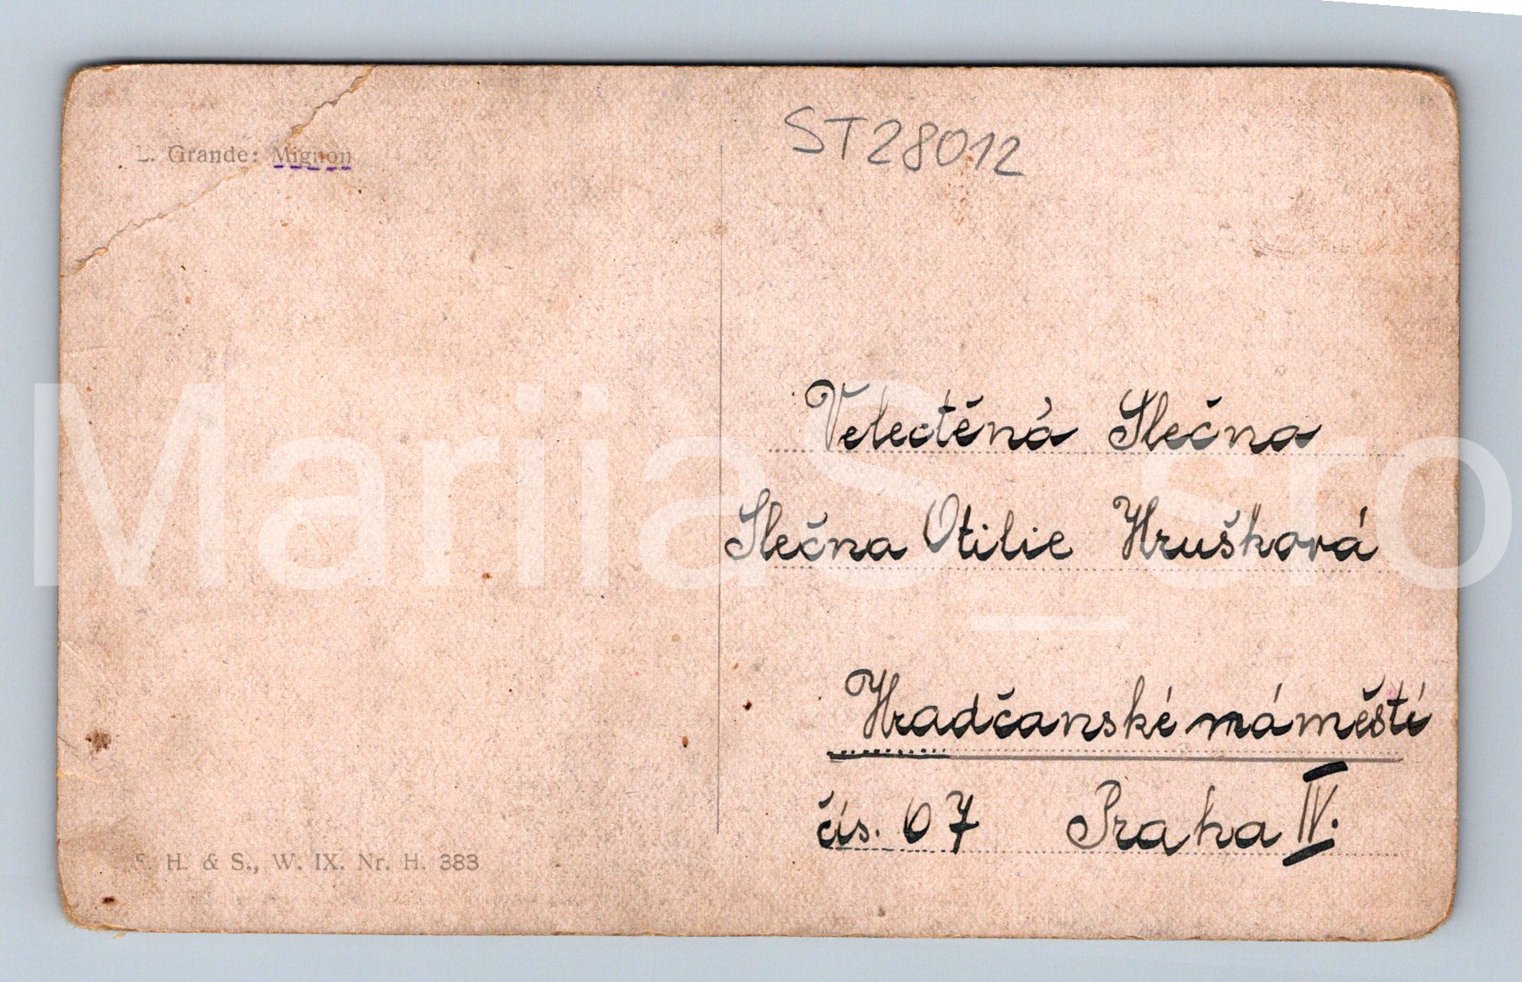 L. Grande: Mignon
ST28012
Velectěná Slečna
Slečna Otilie Hrušková
Hradčanské náměstí
čís. 67 Praha IV.
S. H. & S., W. IX. Nr. H. 383
MariiaS_sro